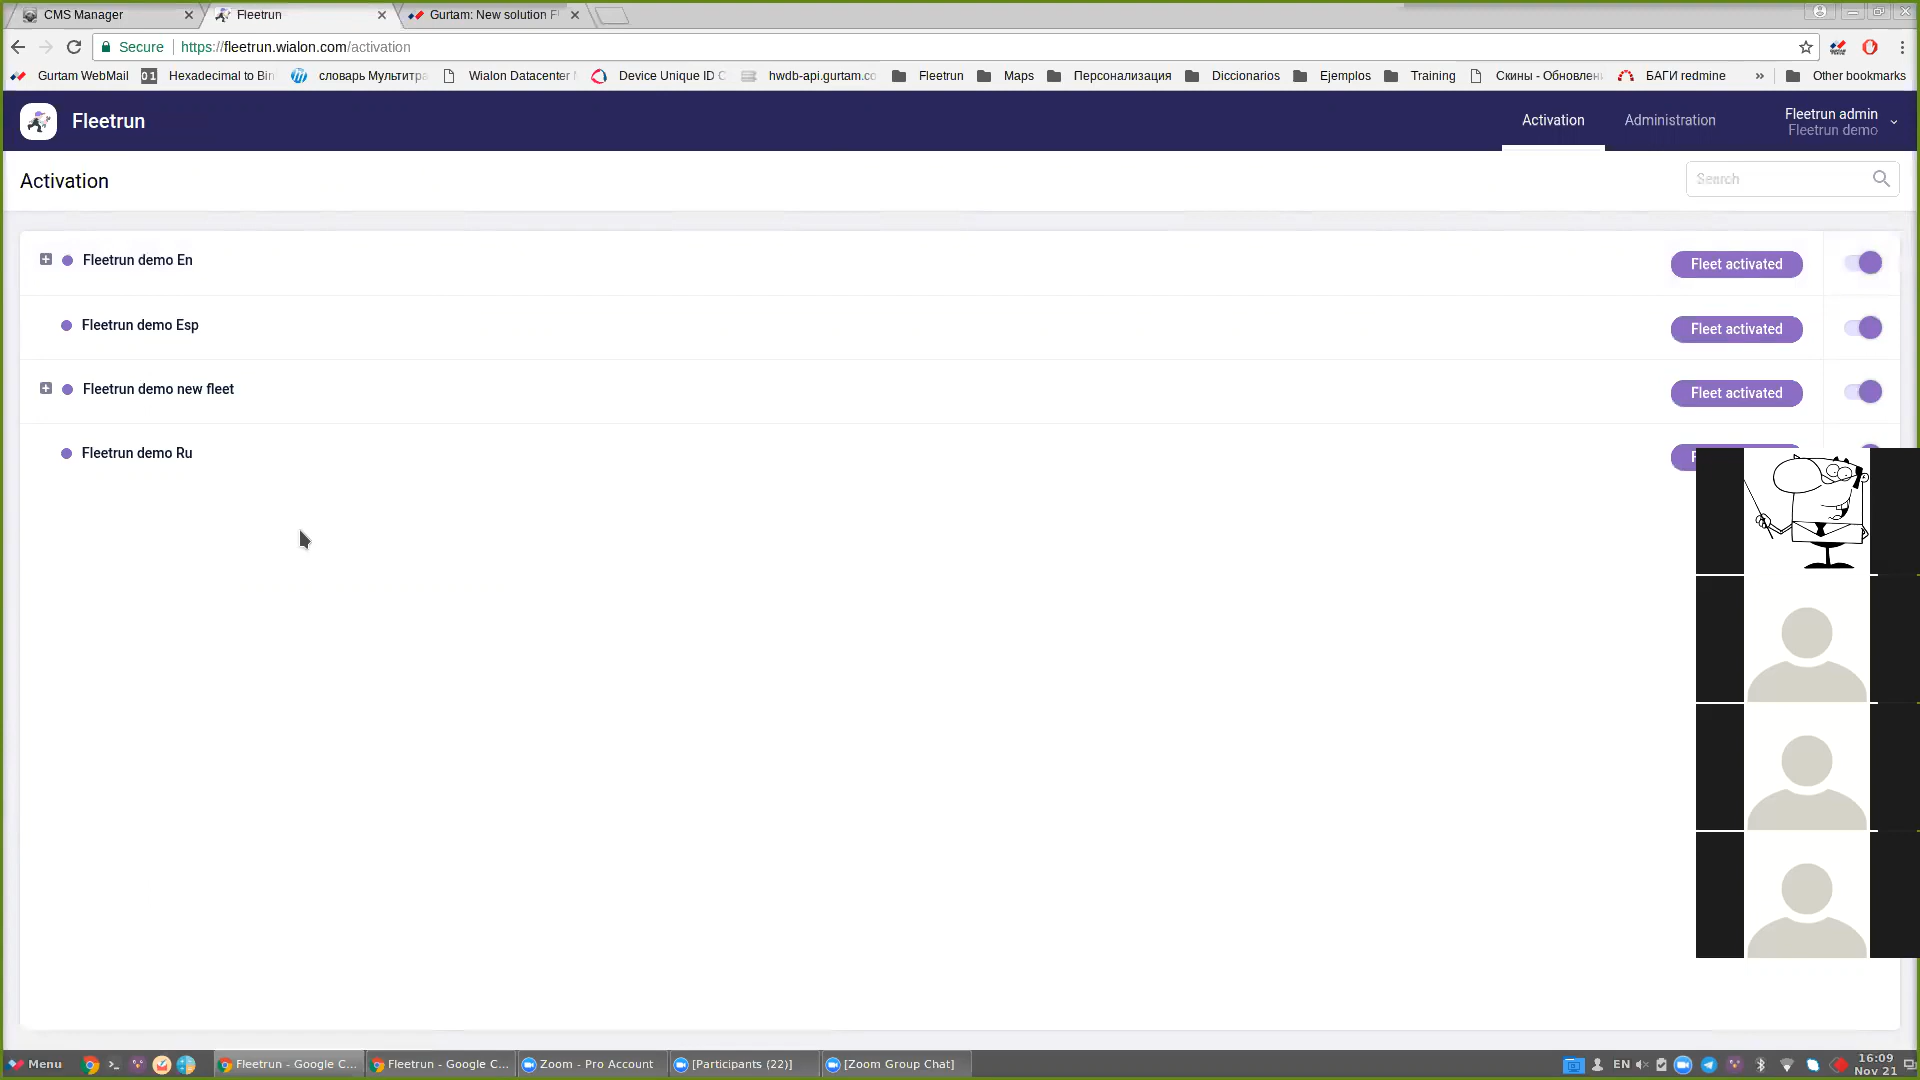 CMS Manager
Fleetrun
Gurtam: New solution F
Secure
https://fleetrun.wialon.com/activation
Gurtam WebMail
01
Hexadecimal to Bin
словарь Мультитра
Wialon Datacenter
Device Unique ID C
hwdb-api.gurtam.co
Fleetrun
Maps
Персонализация
Diccionarios
Ejemplos
Training
Скины - Обновлен
БАГИ redmine
»
Other bookmarks
Fleetrun
Activation
Administration
Fleetrun admin
Fleetrun demo
Activation
Search
Fleetrun demo En
Fleet activated
Fleetrun demo Esp
Fleet activated
Fleetrun demo new fleet
Fleet activated
Fleetrun demo Ru
Menu
Fleetrun - Google C...
Fleetrun - Google C...
Zoom - Pro Account
[Participants (22)]
[Zoom Group Chat]
EN
16:09
Nov 21